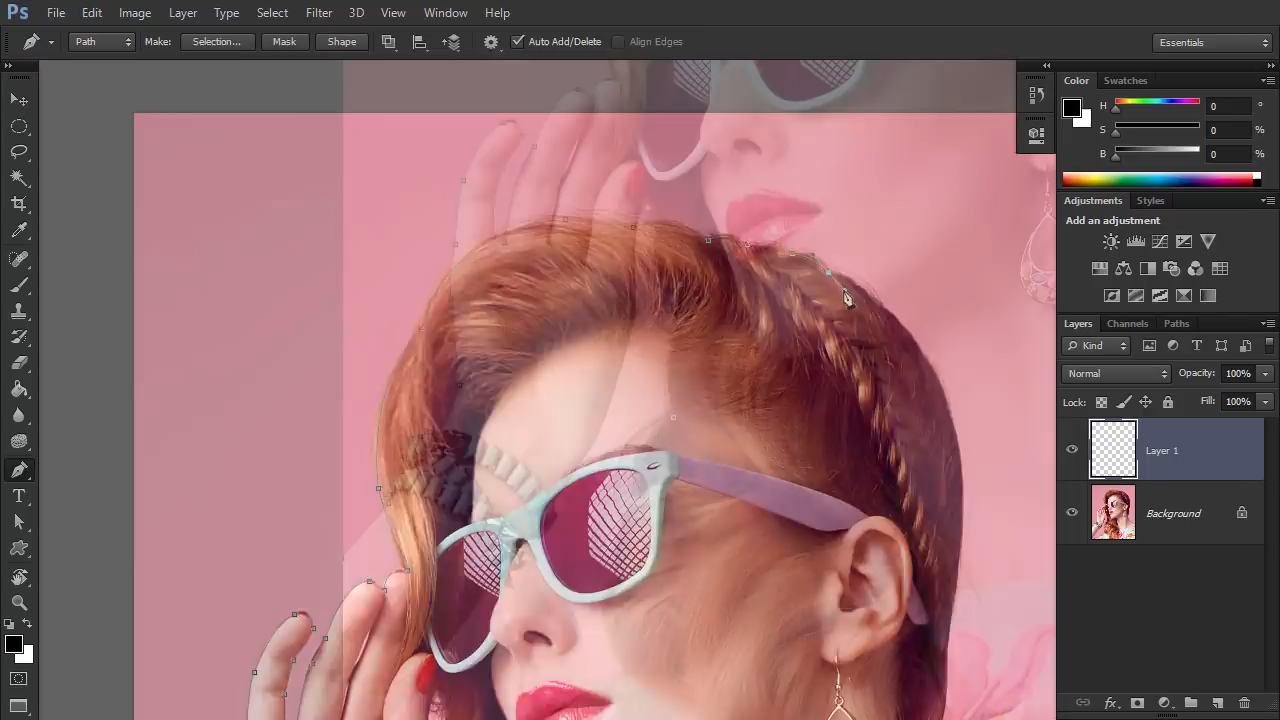 Ps File Edit Image Layer Type Select Filter 3D View Window Help
Path Make: Selection... Mask Shape Auto Add/Delete Align Edges Essentials
Color Swatches
H 0 °
S 0 %
B 0 %
Adjustments Styles
Add an adjustment
Layers Channels Paths
Kind
Normal Opacity: 100%
Lock: Fill: 100%
Layer 1
Background